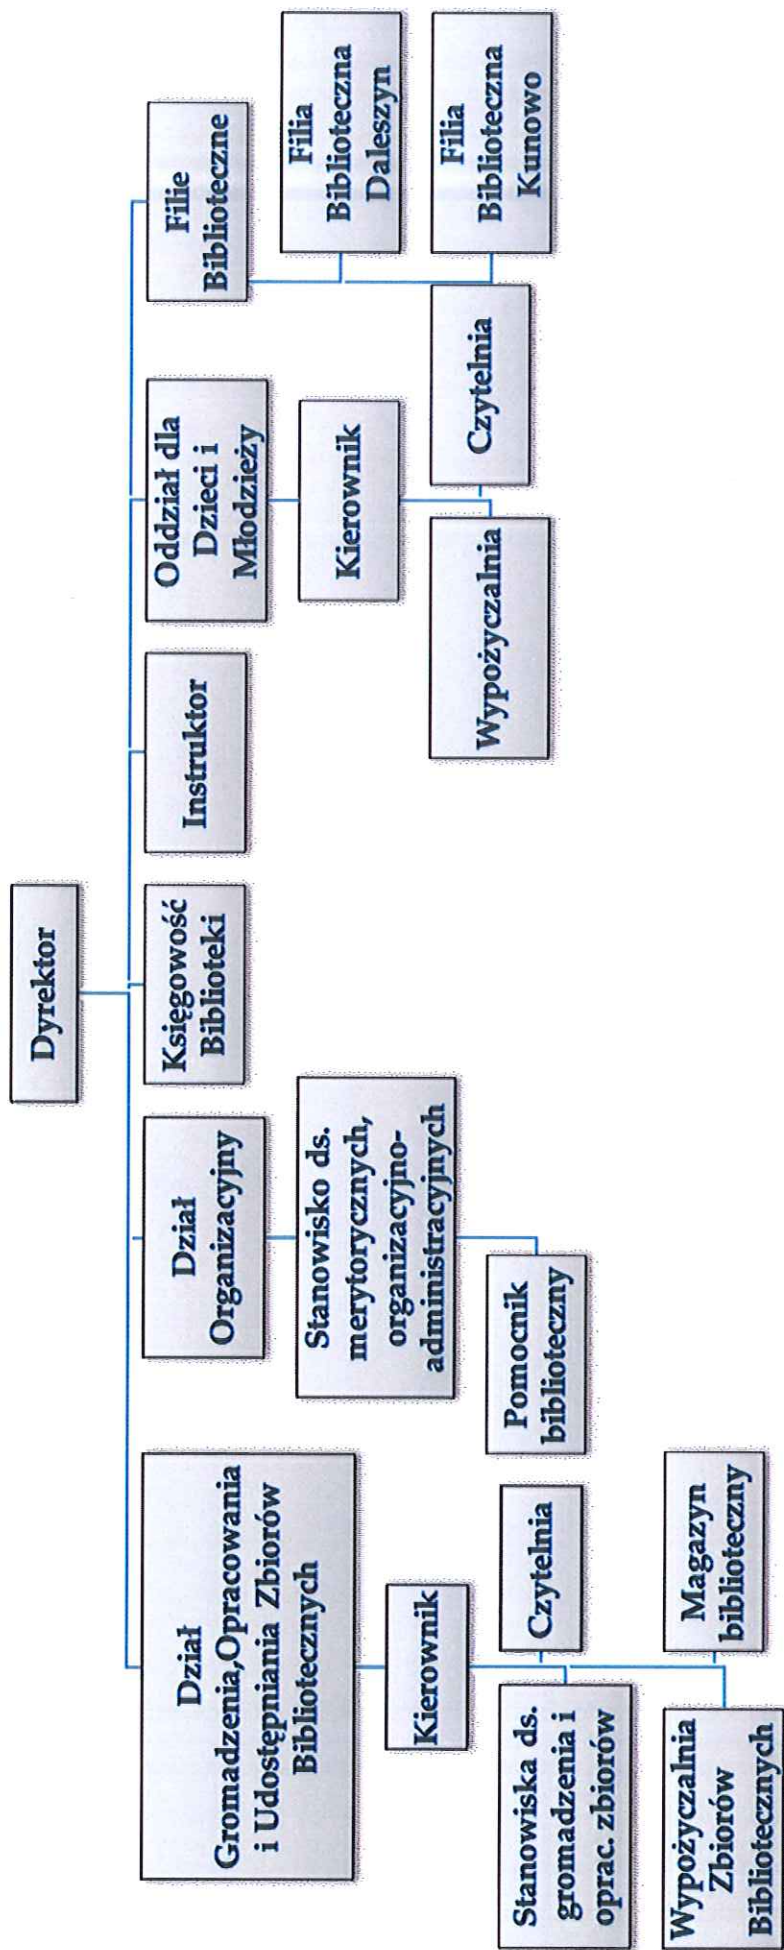 Dyrektor
Dział
Gromadzenia,Opracowania
i Udostępniania Zbiorów
Bibliotecznych
Dział
Organizacyjny
Księgowość
Biblioteki
Instruktor
Oddział dla
Dzieci i
Młodzieży
Filie
Biblioteczne
Kierownik
Stanowisko ds.
merytorycznych,
organizacyjno-
administracyjnych
Kierownik
Filia
Biblioteczna
Daleszyn
Stanowiska ds.
gromadzenia i
oprac. zbiorów
Czytelnia
Pomocnik
biblioteczny
Wypożyczalnia
Czytelnia
Filia
Biblioteczna
Kunowo
Wypożyczalnia
Zbiorów
Bibliotecznych
Magazyn
biblioteczny